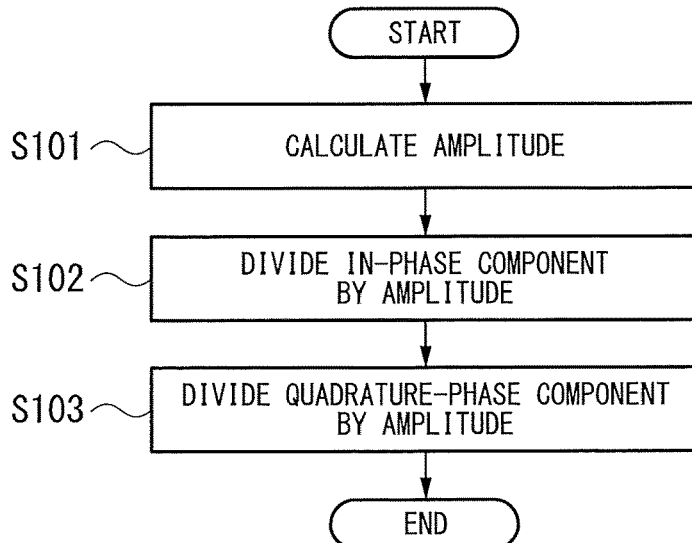 START
S101
CALCULATE AMPLITUDE
S102
DIVIDE IN-PHASE COMPONENT
BY AMPLITUDE
S103
DIVIDE QUADRATURE-PHASE COMPONENT
BY AMPLITUDE
END